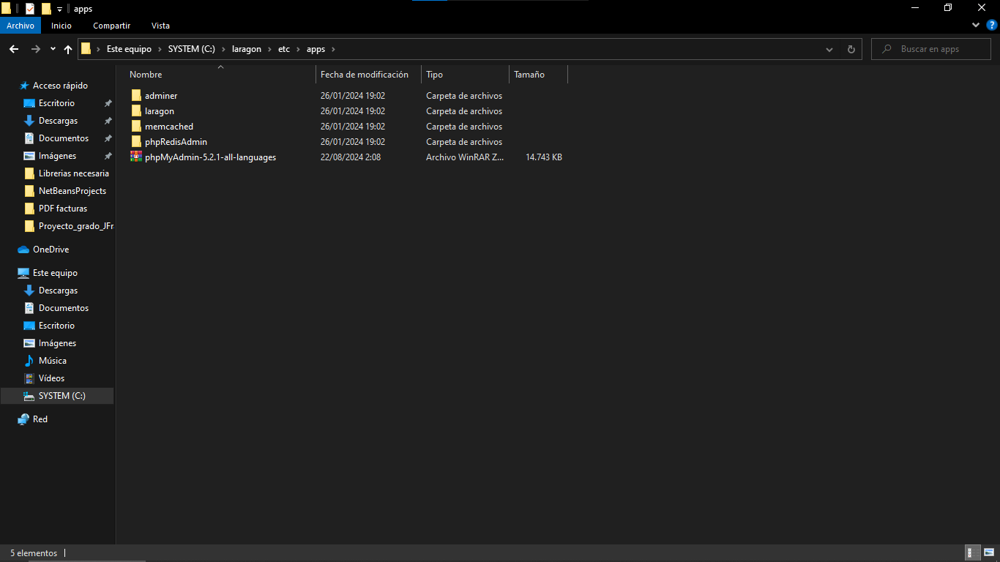 apps
Archivo Inicio Compartir Vista
Este equipo SYSTEM (C:) laragon etc apps Buscar en apps
Nombre Fecha de modificación Tipo Tamaño
adminer 26/01/2024 19:02 Carpeta de archivos
laragon 26/01/2024 19:02 Carpeta de archivos
memcached 26/01/2024 19:02 Carpeta de archivos
phpRedisAdmin 26/01/2024 19:02 Carpeta de archivos
phpMyAdmin-5.2.1-all-languages 22/08/2024 2:08 Archivo WinRAR Z... 14.743 KB
Acceso rápido
Escritorio
Descargas
Documentos
Imágenes
Librerias necesaria
NetBeansProjects
PDF facturas
Proyecto_grado_JFra
OneDrive
Este equipo
Descargas
Documentos
Escritorio
Imágenes
Música
Vídeos
SYSTEM (C:)
Red
5 elementos